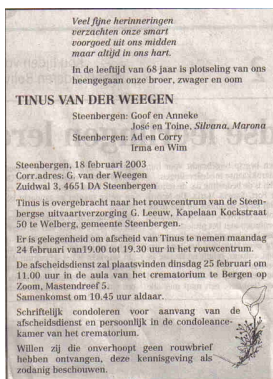 Veel fijne herinneringen
verzachten onze smart
voorgoed uit ons midden
maar altijd in ons hart.
In de leeftijd van 68 jaar is plotseling van ons
heengegaan onze broer, zwager en oom
TINUS VAN DER WEEGEN
Steenbergen: Goof en Anneke
José en Toine, Silvana, Marona
Steenbergen: Ad en Corry
Irma en Wim
Steenbergen, 18 februari 2003
Corr.adres: G. van der Weegen
Zuidwal 3, 4651 DA Steenbergen
Tinus is overgebracht naar het rouwcentrum van de Steen-
bergse uitvaartverzorging G. Leeuw, Kapelaan Kockstraat
50 te Welberg, gemeente Steenbergen.
Er is gelegenheid om afscheid van Tinus te nemen maandag
24 februari van19.00 tot 19.30 uur in het rouwcentrum.
De afscheidsdienst zal plaatsvinden dinsdag 25 februari om
11.00 uur in de aula van het crematorium te Bergen op
Zoom, Mastendreef 5.
Samenkomst om 10.45 uur aldaar.
Schriftelijk condoleren voor aanvang van de
afscheidsdienst en persoonlijk in de condoleance-
kamer van het crematorium.
Willen zij die onverhoopt geen rouwbrief
hebben ontvangen, deze kennisgeving als
zodanig beschouwen.